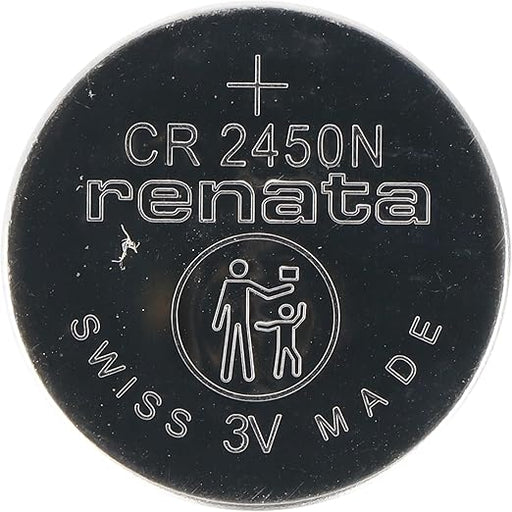 +
CR 2450N
renata
SWISS 3V MADE